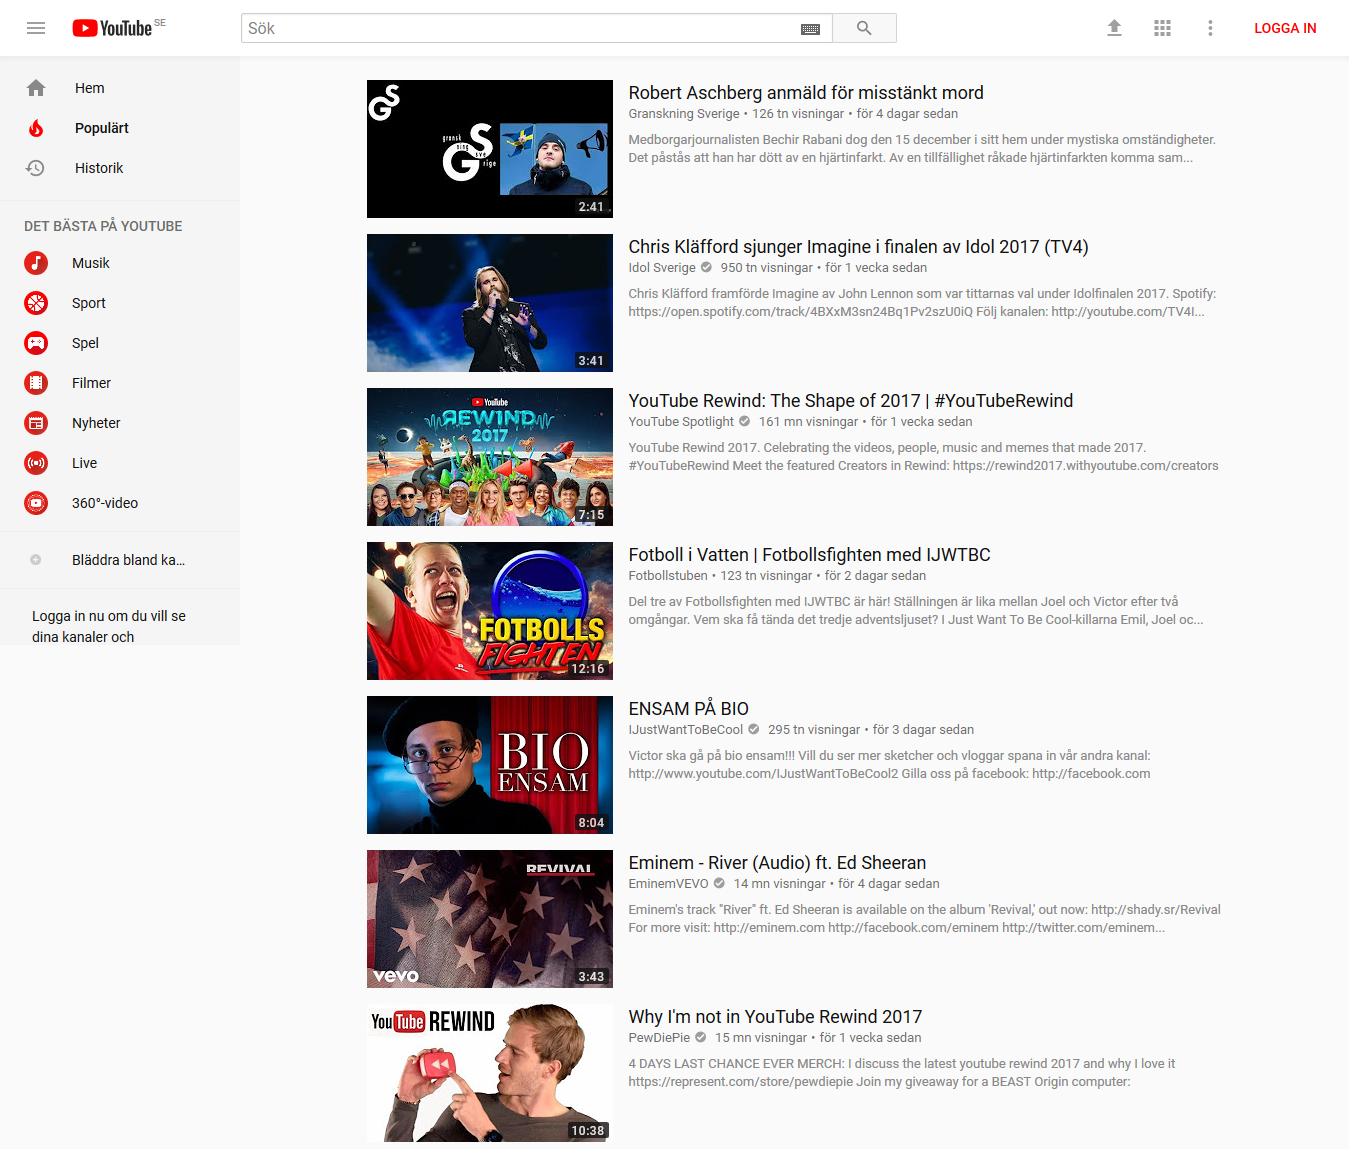 YouTube SE
Sök
LOGGA IN
Hem
Populärt
Historik
DET BÄSTA PÅ YOUTUBE
Musik
Sport
Spel
Filmer
Nyheter
Live
360°-video
Bläddra bland ka...
Logga in nu om du vill se
dina kanaler och
GS
gransk
ning
sve
rige
GS
2:41
Robert Aschberg anmäld för misstänkt mord
Granskning Sverige • 126 tn visningar • för 4 dagar sedan
Medborgarjournalisten Bechir Rabani dog den 15 december i sitt hem under mystiska omständigheter.
Det påstås att han har dött av en hjärtinfarkt. Av en tillfällighet råkade hjärtinfarkten komma sam...
3:41
Chris Kläfford sjunger Imagine i finalen av Idol 2017 (TV4)
Idol Sverige 950 tn visningar • för 1 vecka sedan
Chris Kläfford framförde Imagine av John Lennon som var tittarnas val under Idolfinalen 2017. Spotify:
https://open.spotify.com/track/4BXxM3sn24Bq1Pv2szU0iQ Följ kanalen: http://youtube.com/TV4I...
YouTube
REWIND
2017
7:15
YouTube Rewind: The Shape of 2017 | #YouTubeRewind
YouTube Spotlight 161 mn visningar • för 1 vecka sedan
YouTube Rewind 2017. Celebrating the videos, people, music and memes that made 2017.
#YouTubeRewind Meet the featured Creators in Rewind: https://rewind2017.withyoutube.com/creators
FOTBOLLS
FIGHTEN
12:16
Fotboll i Vatten | Fotbollsfighten med IJWTBC
Fotbollstuben • 123 tn visningar • för 2 dagar sedan
Del tre av Fotbollsfighten med IJWTBC är här! Ställningen är lika mellan Joel och Victor efter två
omgångar. Vem ska få tända det tredje adventsljuset? I Just Want To Be Cool-killarna Emil, Joel oc...
BIO
ENSAM
8:04
ENSAM PÅ BIO
IJustWantToBeCool 295 tn visningar • för 3 dagar sedan
Victor ska gå på bio ensam!!! Vill du ser mer sketcher och vloggar spana in vår andra kanal:
http://www.youtube.com/IJustWantToBeCool2 Gilla oss på facebook: http://facebook.com
REVIVAL
vevo
3:43
Eminem - River (Audio) ft. Ed Sheeran
EminemVEVO 14 mn visningar • för 4 dagar sedan
Eminem's track "River" ft. Ed Sheeran is available on the album 'Revival,' out now: http://shady.sr/Revival
For more visit: http://eminem.com http://facebook.com/eminem http://twitter.com/eminem...
YouTube REWIND
10:38
Why I'm not in YouTube Rewind 2017
PewDiePie 15 mn visningar • för 1 vecka sedan
4 DAYS LAST CHANCE EVER MERCH: I discuss the latest youtube rewind 2017 and why I love it
https://represent.com/store/pewdiepie Join my giveaway for a BEAST Origin computer: